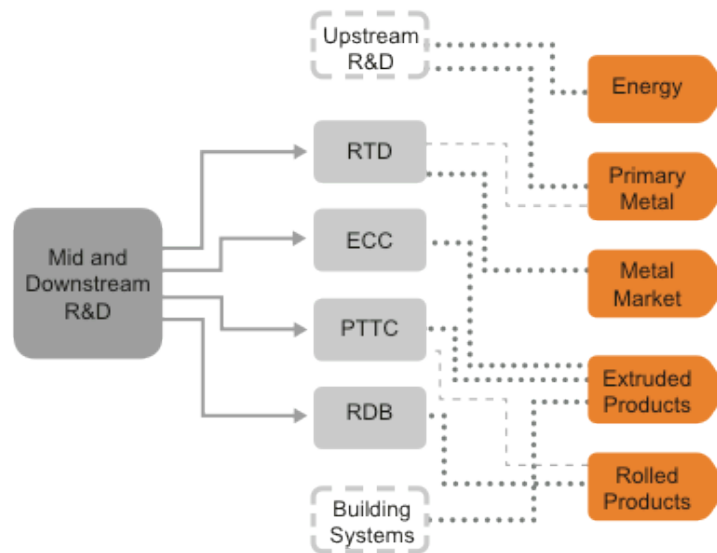 Upstream
R&D
Energy
RTD
Primary
Metal
ECC
Mid and
Downstream
R&D
Metal
Market
PTTC
Extruded
Products
RDB
Rolled
Products
Building
Systems